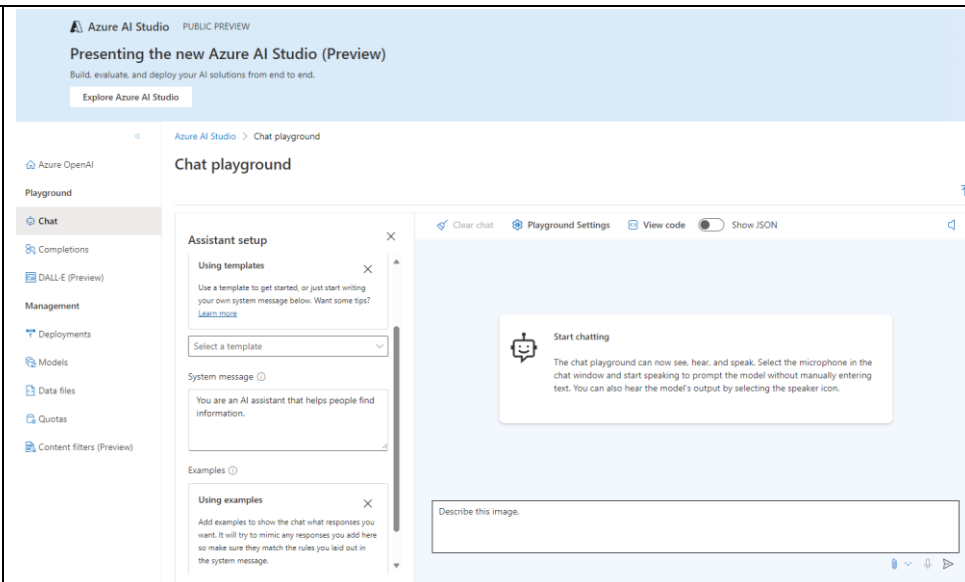 Azure AI Studio PUBLIC PREVIEW
Presenting the new Azure AI Studio (Preview)
Build, evaluate, and deploy your AI solutions from end to end.
Explore Azure AI Studio
Azure AI Studio > Chat playground
Azure OpenAI
Chat playground
Playground
Chat
Completions
DALL·E (Preview)
Management
Deployments
Models
Data files
Quotas
Content filters (Preview)
Assistant setup
Using templates
Use a template to get started, or just start writing
your own system message below. Want some tips?
Learn more
Select a template
System message
You are an AI assistant that helps people find
information.
Examples
Using examples
Add examples to show the chat what responses you
want. It will try to mimic any responses you add here
so make sure they match the rules you laid out in
the system message.
Clear chat Playground Settings View code Show JSON
Start chatting
The chat playground can now see, hear, and speak. Select the microphone in the
chat window and start speaking to prompt the model without manually entering
text. You can also hear the model's output by selecting the speaker icon.
Describe this image.